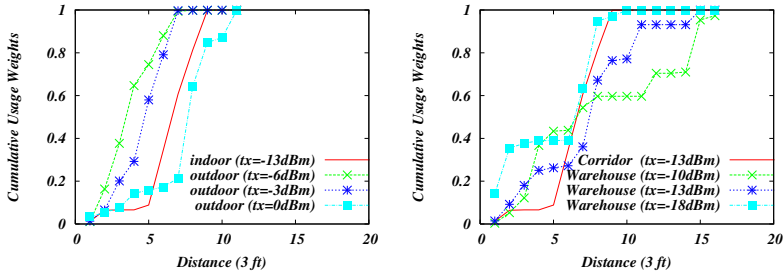 Cumulative Usage Weights
1
0.8
0.6
0.4
0.2
0
0
5
10
15
20
Distance (3 ft)
indoor (tx=-13dBm)
outdoor (tx=-6dBm)
outdoor (tx=-3dBm)
outdoor (tx=0dBm)
Cumulative Usage Weights
1
0.8
0.6
0.4
0.2
0
0
5
10
15
20
Distance (3 ft)
Corridor (tx=-13dBm)
Warehouse (tx=-10dBm)
Warehouse (tx=-13dBm)
Warehouse (tx=-18dBm)